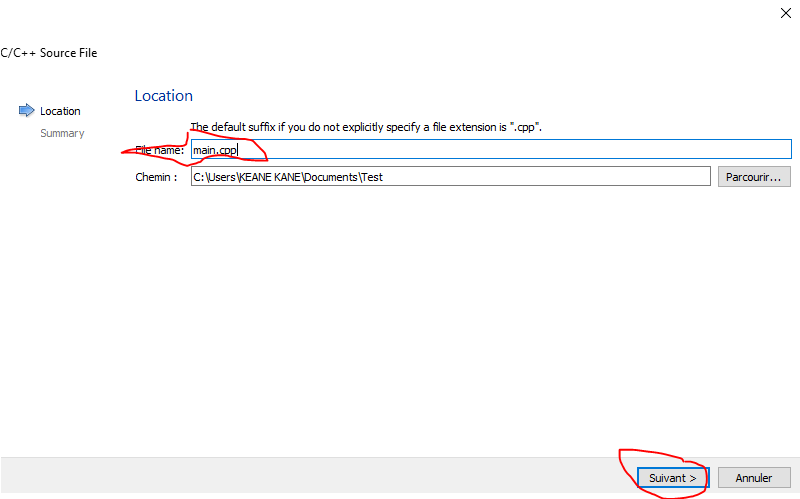 C/C++ Source File
Location
Location
The default suffix if you do not explicitly specify a file extension is ".cpp".
Summary
File name: main.cpp
Chemin : C:\Users\KEANE KANE\Documents\Test Parcourir...
Suivant > Annuler